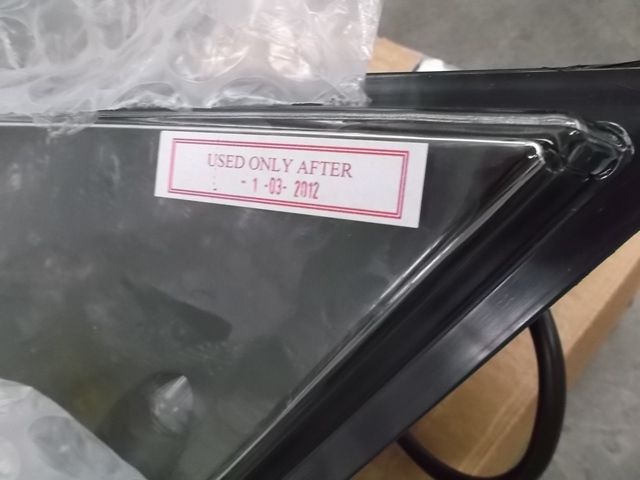 USED ONLY AFTER
- 1 -03- 2012